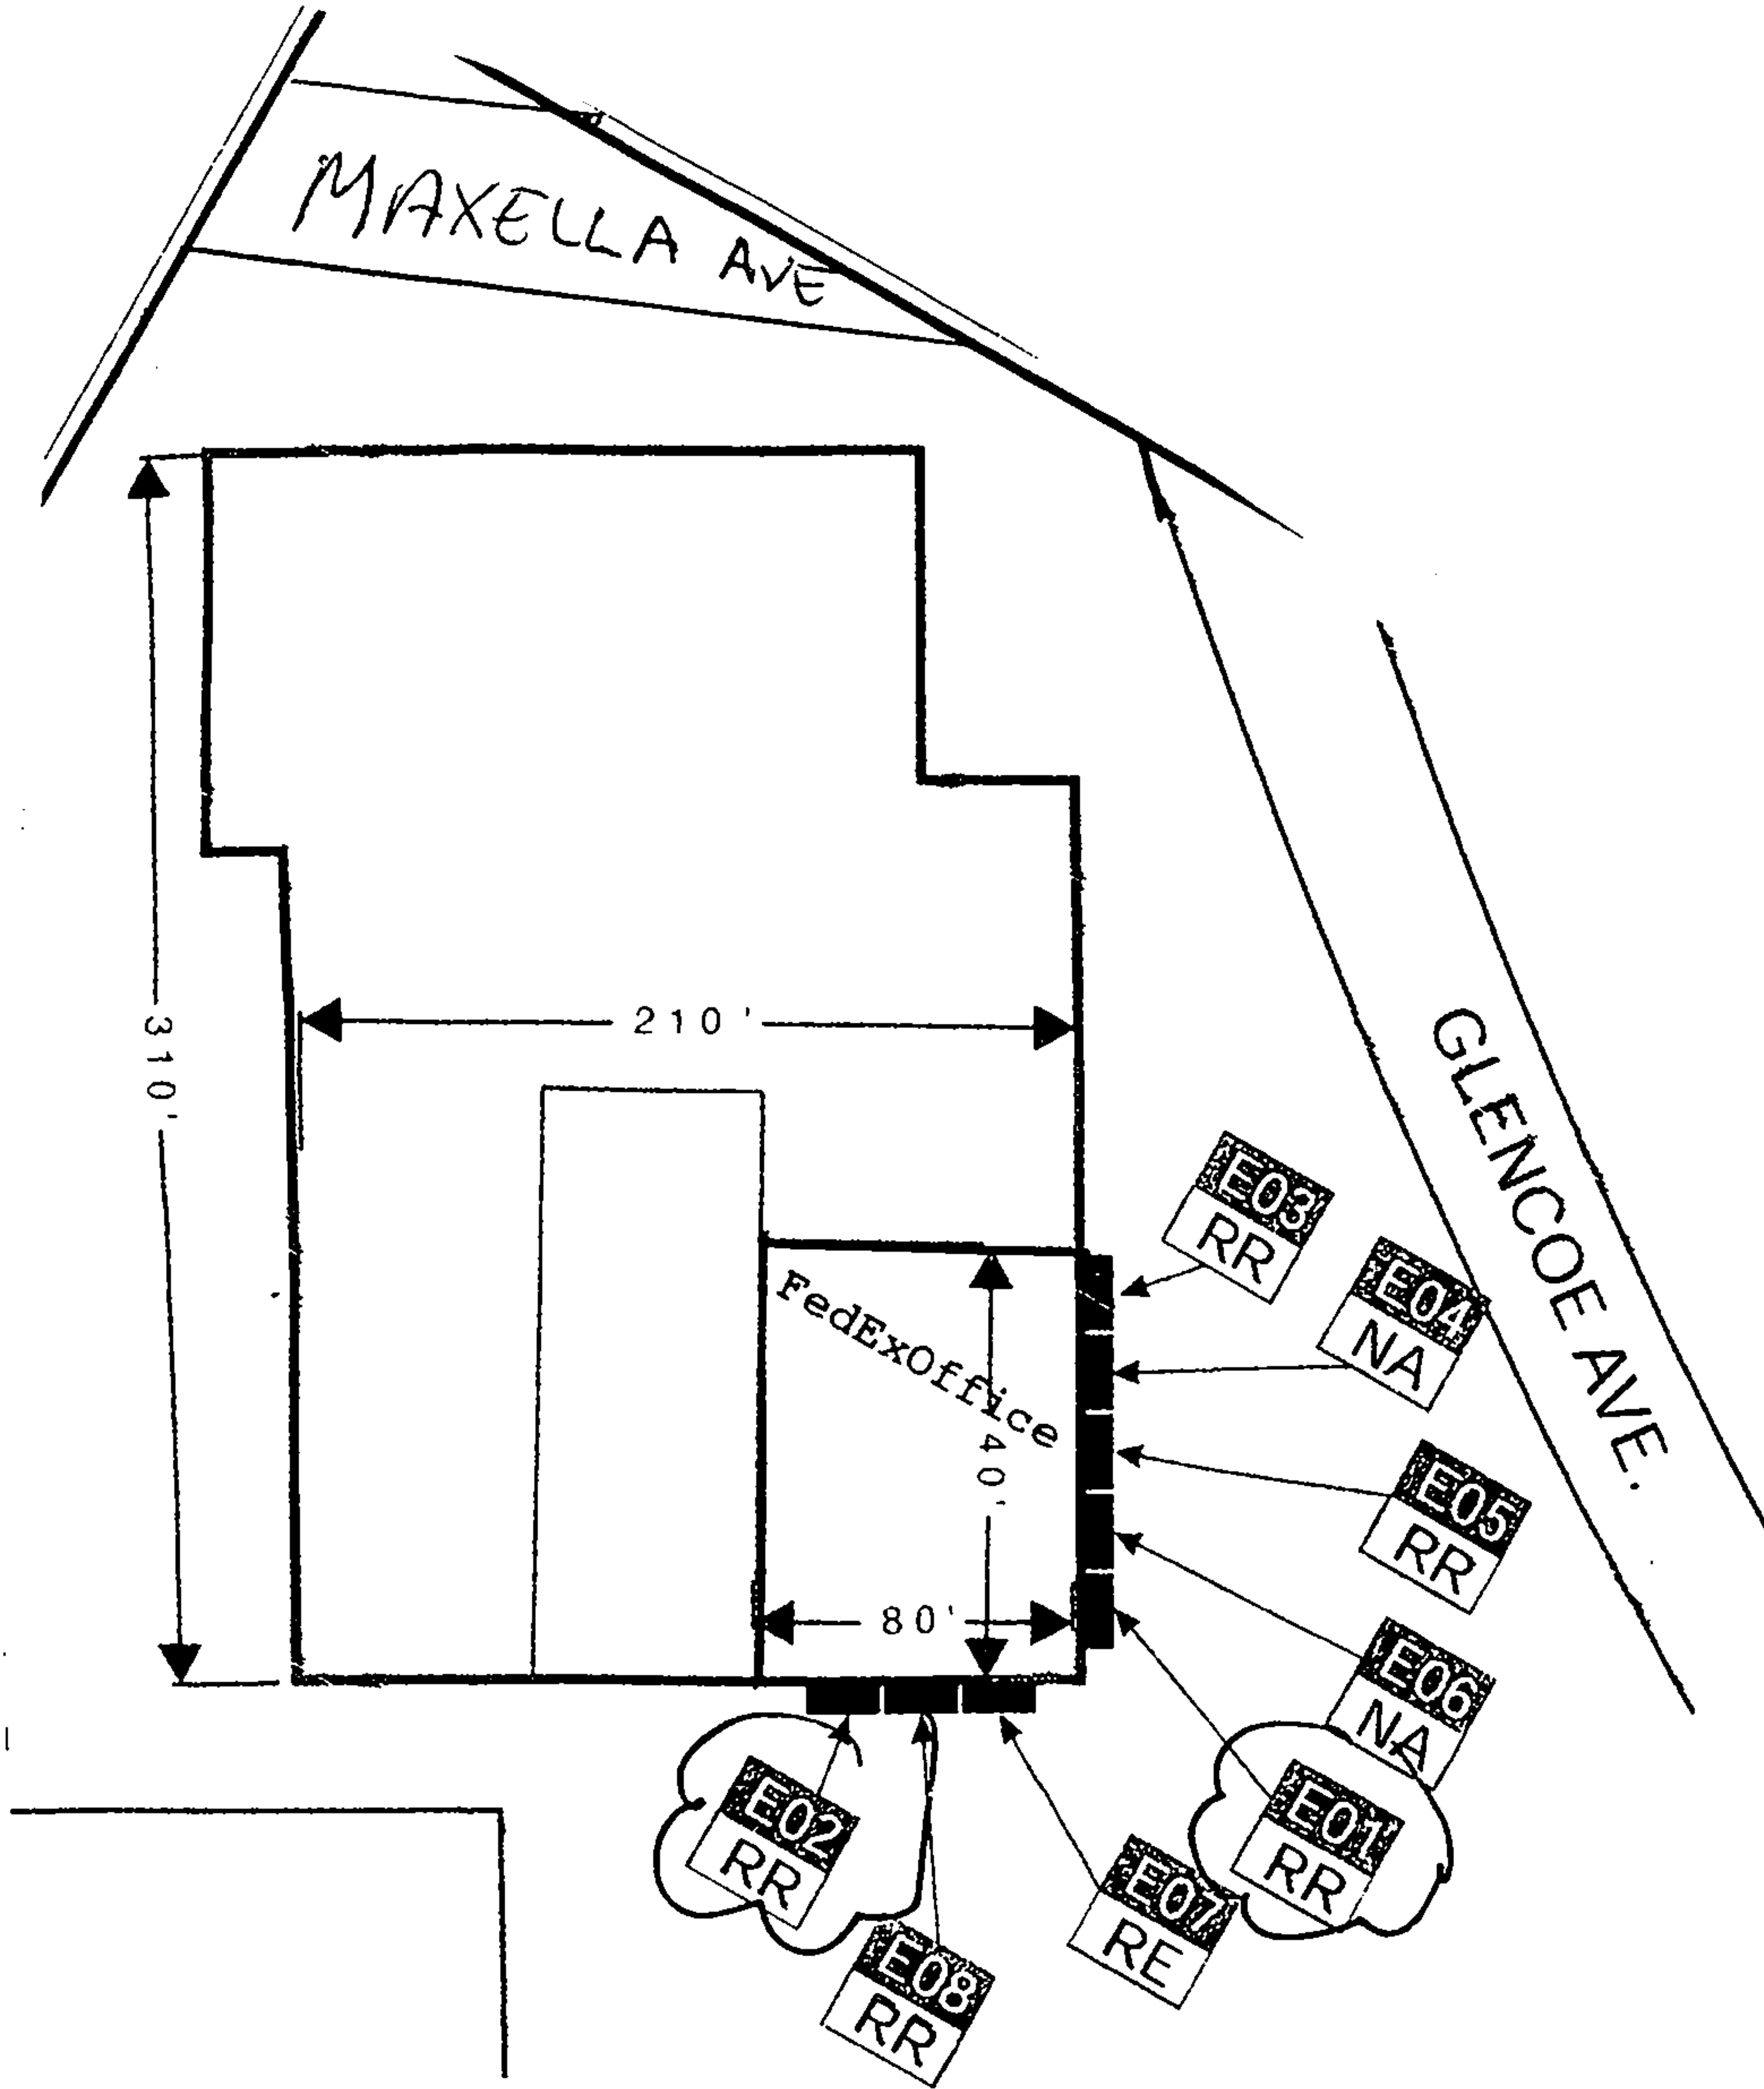 MAXELLA AVE
310'
210'
GLENCOE AVE.
E03
RR
E04
NA
FedExOffice
40'
E05
RR
80'
E06
NA
E02
RR
E01
RR
E07
RE
E08
RR